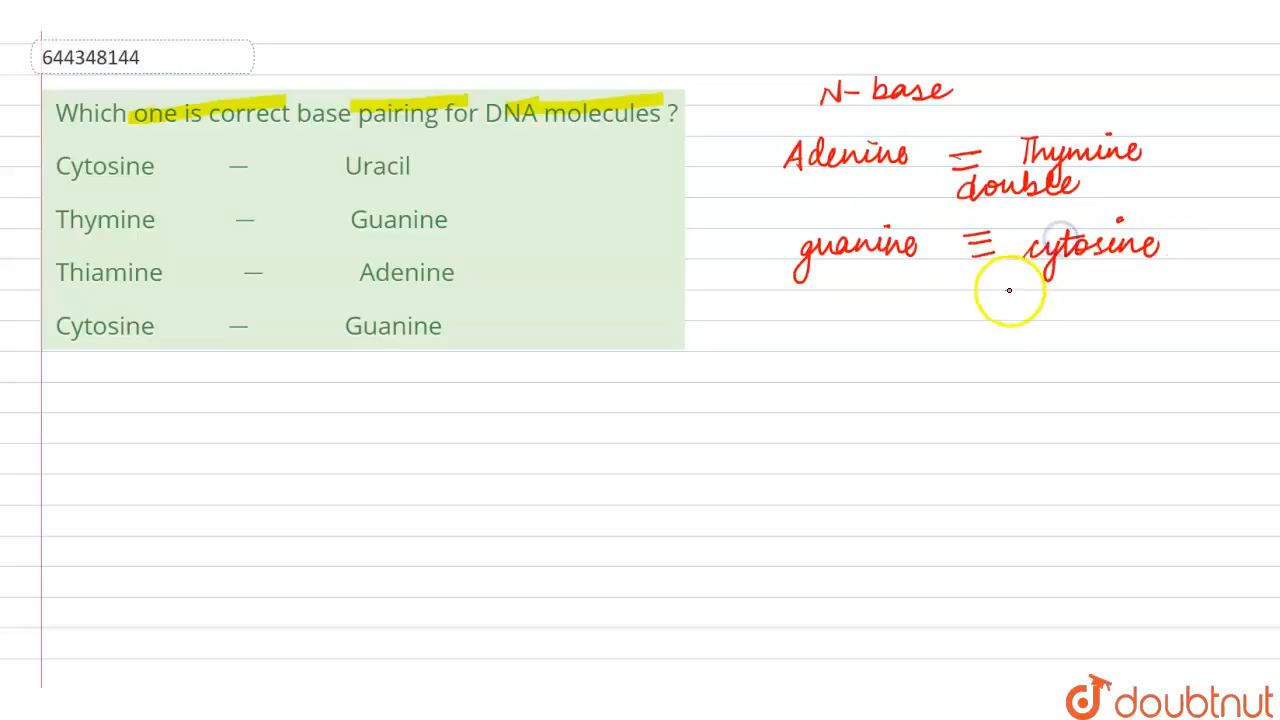 644348144
Which one is correct base pairing for DNA molecules ?
Cytosine — Uracil
Thymine — Guanine
Thiamine — Adenine
Cytosine — Guanine
N- base
Adenine = Thymine
double
guanine ≡ cytosine
doubtnut